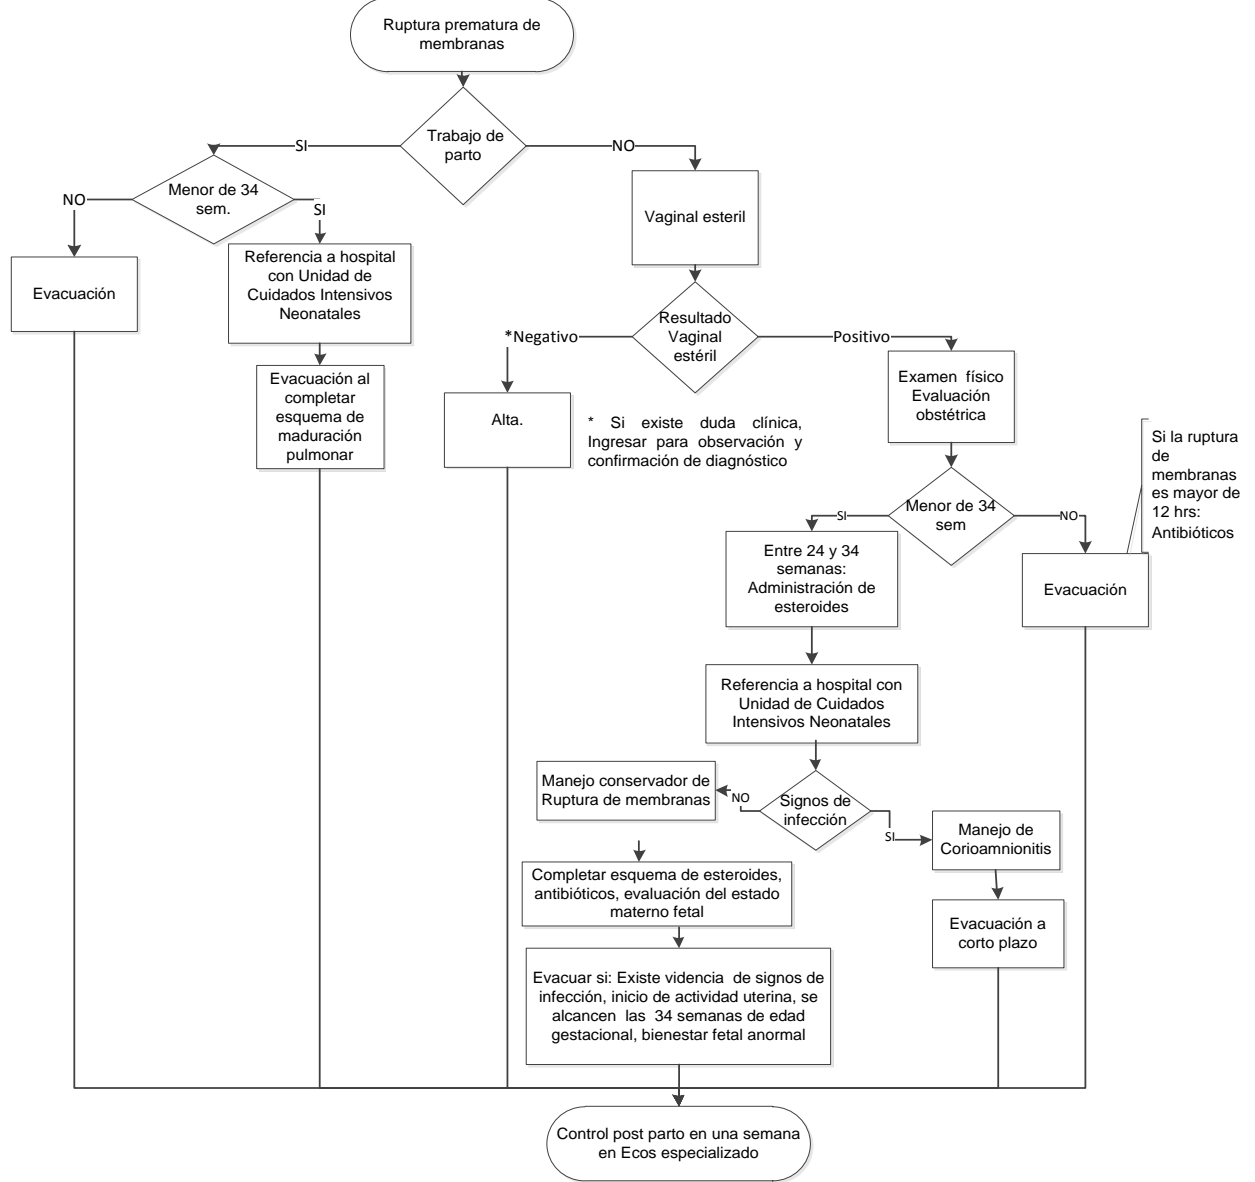 Ruptura prematura de
membranas
Trabajo de
parto
SI
NO
Menor de 34
sem.
NO
SI
Vaginal esteril
Referencia a hospital
con Unidad de
Cuidados Intensivos
Neonatales
Evacuación
Resultado
Vaginal
estéril
*Negativo
Positivo
Evacuación al
completar
esquema de
maduración
pulmonar
Examen físico
Evaluación
obstétrica
Alta.
* Si existe duda clínica,
Ingresar para observación y
confirmación de diagnóstico
Si la ruptura
de
membranas
es mayor de
12 hrs:
Antibióticos
Menor de 34
sem
SI
NO
Entre 24 y 34
semanas:
Administración de
esteroides
Evacuación
Referencia a hospital con
Unidad de Cuidados
Intensivos Neonatales
Manejo conservador de
Ruptura de membranas
NO
Signos de
infección
SI
Manejo de
Corioamnionitis
Completar esquema de esteroides,
antibióticos, evaluación del estado
materno fetal
Evacuación a
corto plazo
Evacuar si: Existe videncia de signos de
infección, inicio de actividad uterina, se
alcancen las 34 semanas de edad
gestacional, bienestar fetal anormal
Control post parto en una semana
en Ecos especializado